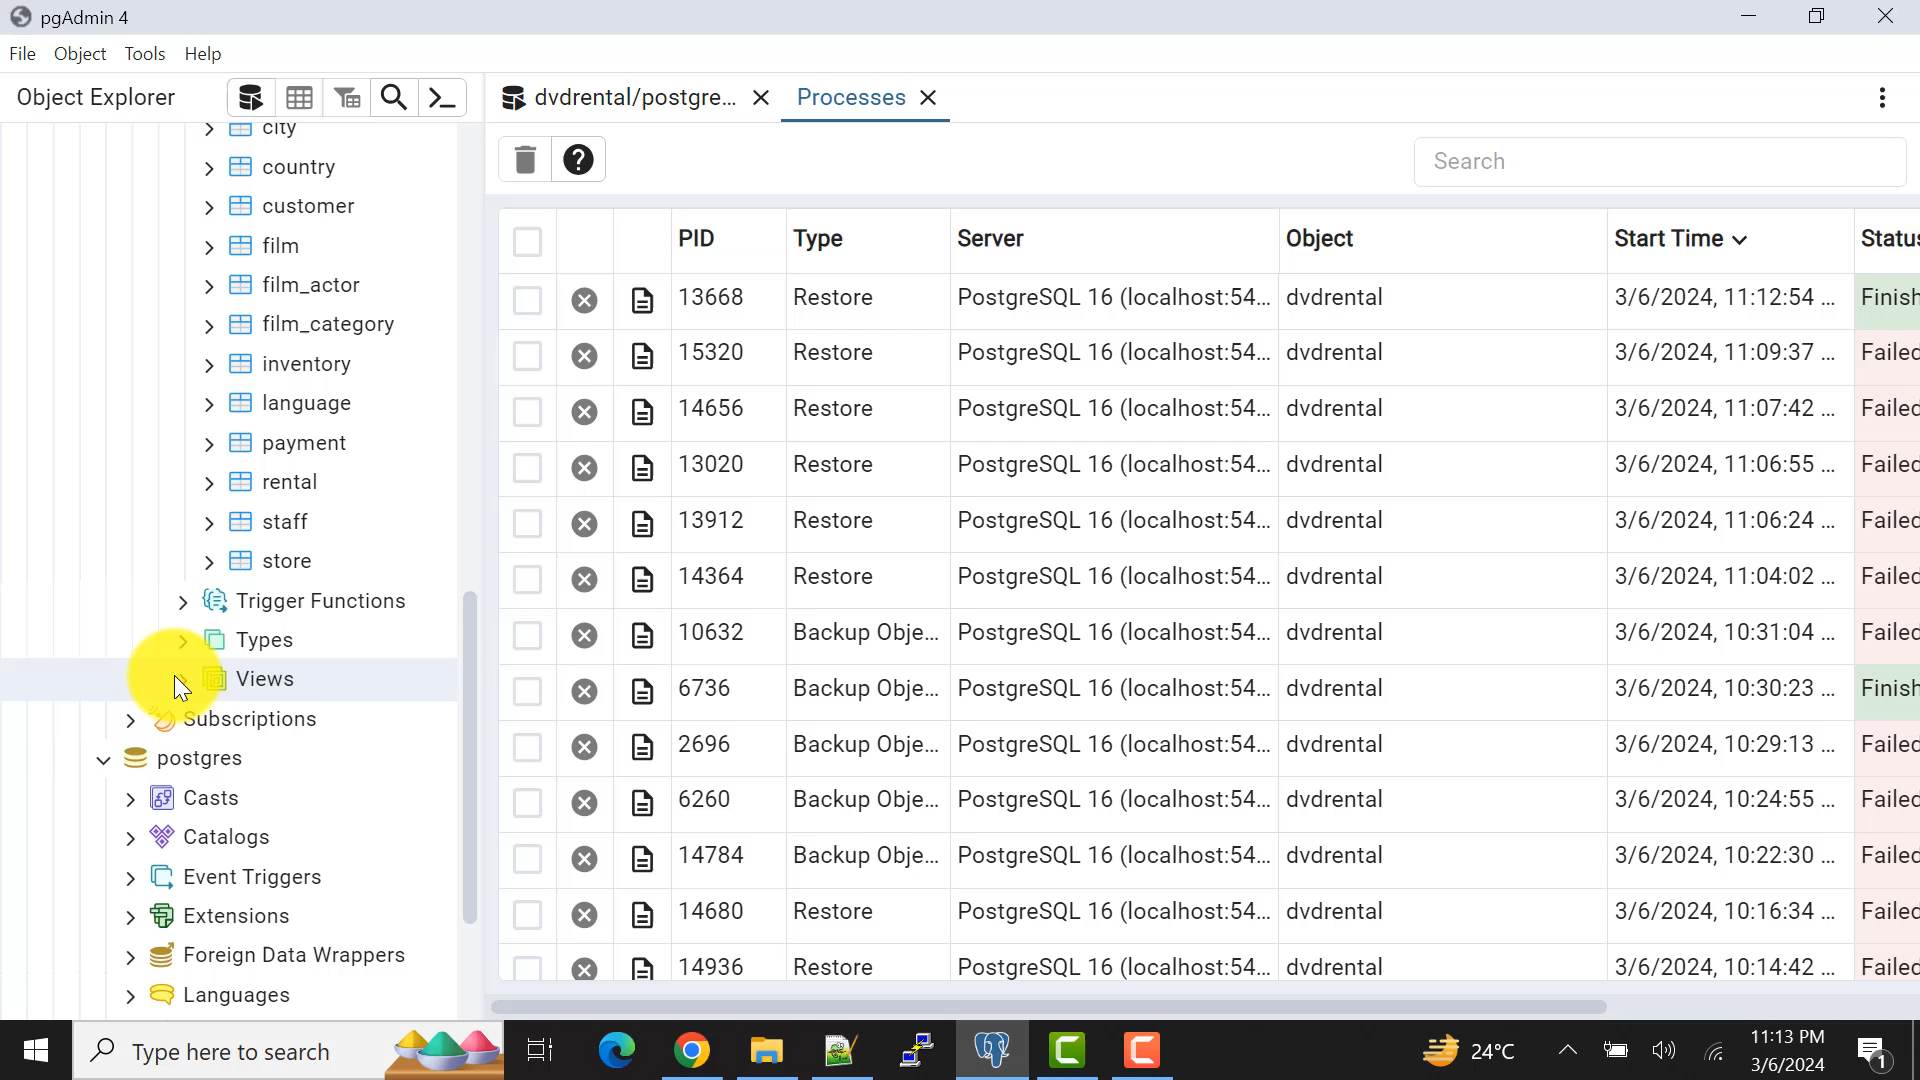 pgAdmin 4
File Object Tools Help
Object Explorer
dvdrental/postgre...
Processes
Search
city
country
customer
film
film_actor
film_category
inventory
language
payment
rental
staff
store
Trigger Functions
Types
Views
Subscriptions
postgres
Casts
Catalogs
Event Triggers
Extensions
Foreign Data Wrappers
Languages
PID Type Server Object Start Time Status
13668 Restore PostgreSQL 16 (localhost:54... dvdrental 3/6/2024, 11:12:54 ... Finish
15320 Restore PostgreSQL 16 (localhost:54... dvdrental 3/6/2024, 11:09:37 ... Failed
14656 Restore PostgreSQL 16 (localhost:54... dvdrental 3/6/2024, 11:07:42 ... Failed
13020 Restore PostgreSQL 16 (localhost:54... dvdrental 3/6/2024, 11:06:55 ... Failed
13912 Restore PostgreSQL 16 (localhost:54... dvdrental 3/6/2024, 11:06:24 ... Failed
14364 Restore PostgreSQL 16 (localhost:54... dvdrental 3/6/2024, 11:04:02 ... Failed
10632 Backup Obje... PostgreSQL 16 (localhost:54... dvdrental 3/6/2024, 10:31:04 ... Failed
6736 Backup Obje... PostgreSQL 16 (localhost:54... dvdrental 3/6/2024, 10:30:23 ... Finish
2696 Backup Obje... PostgreSQL 16 (localhost:54... dvdrental 3/6/2024, 10:29:13 ... Failed
6260 Backup Obje... PostgreSQL 16 (localhost:54... dvdrental 3/6/2024, 10:24:55 ... Failed
14784 Backup Obje... PostgreSQL 16 (localhost:54... dvdrental 3/6/2024, 10:22:30 ... Failed
14680 Restore PostgreSQL 16 (localhost:54... dvdrental 3/6/2024, 10:16:34 ... Failed
14936 Restore PostgreSQL 16 (localhost:54... dvdrental 3/6/2024, 10:14:42 ... Failed
Type here to search
24°C
11:13 PM
3/6/2024
1